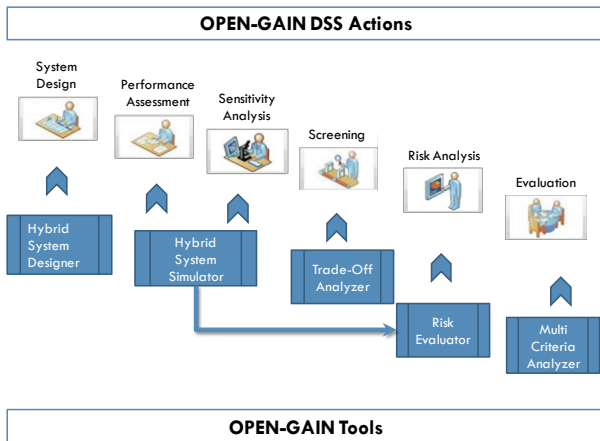 OPEN-GAIN DSS Actions
System
Design
Performance
Assessment
Sensitivity
Analysis
Screening
Risk Analysis
Evaluation
Hybrid
System
Designer
Hybrid
System
Simulator
Trade-Off
Analyzer
Risk
Evaluator
Multi
Criteria
Analyzer
OPEN-GAIN Tools